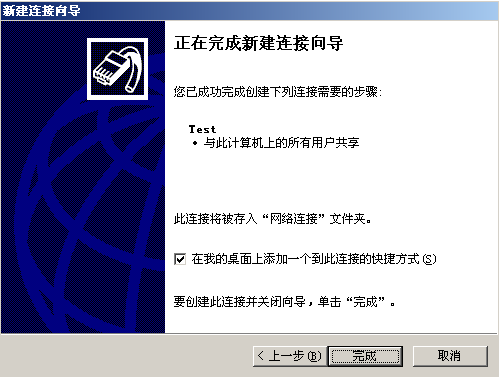 新建连接向导
正在完成新建连接向导
您已成功完成创建下列连接需要的步骤:
Test
• 与此计算机上的所有用户共享
此连接将被存入“网络连接”文件夹。
在我的桌面上添加一个到此连接的快捷方式(S)
要创建此连接并关闭向导，单击“完成”。
< 上一步(B) 完成 取消